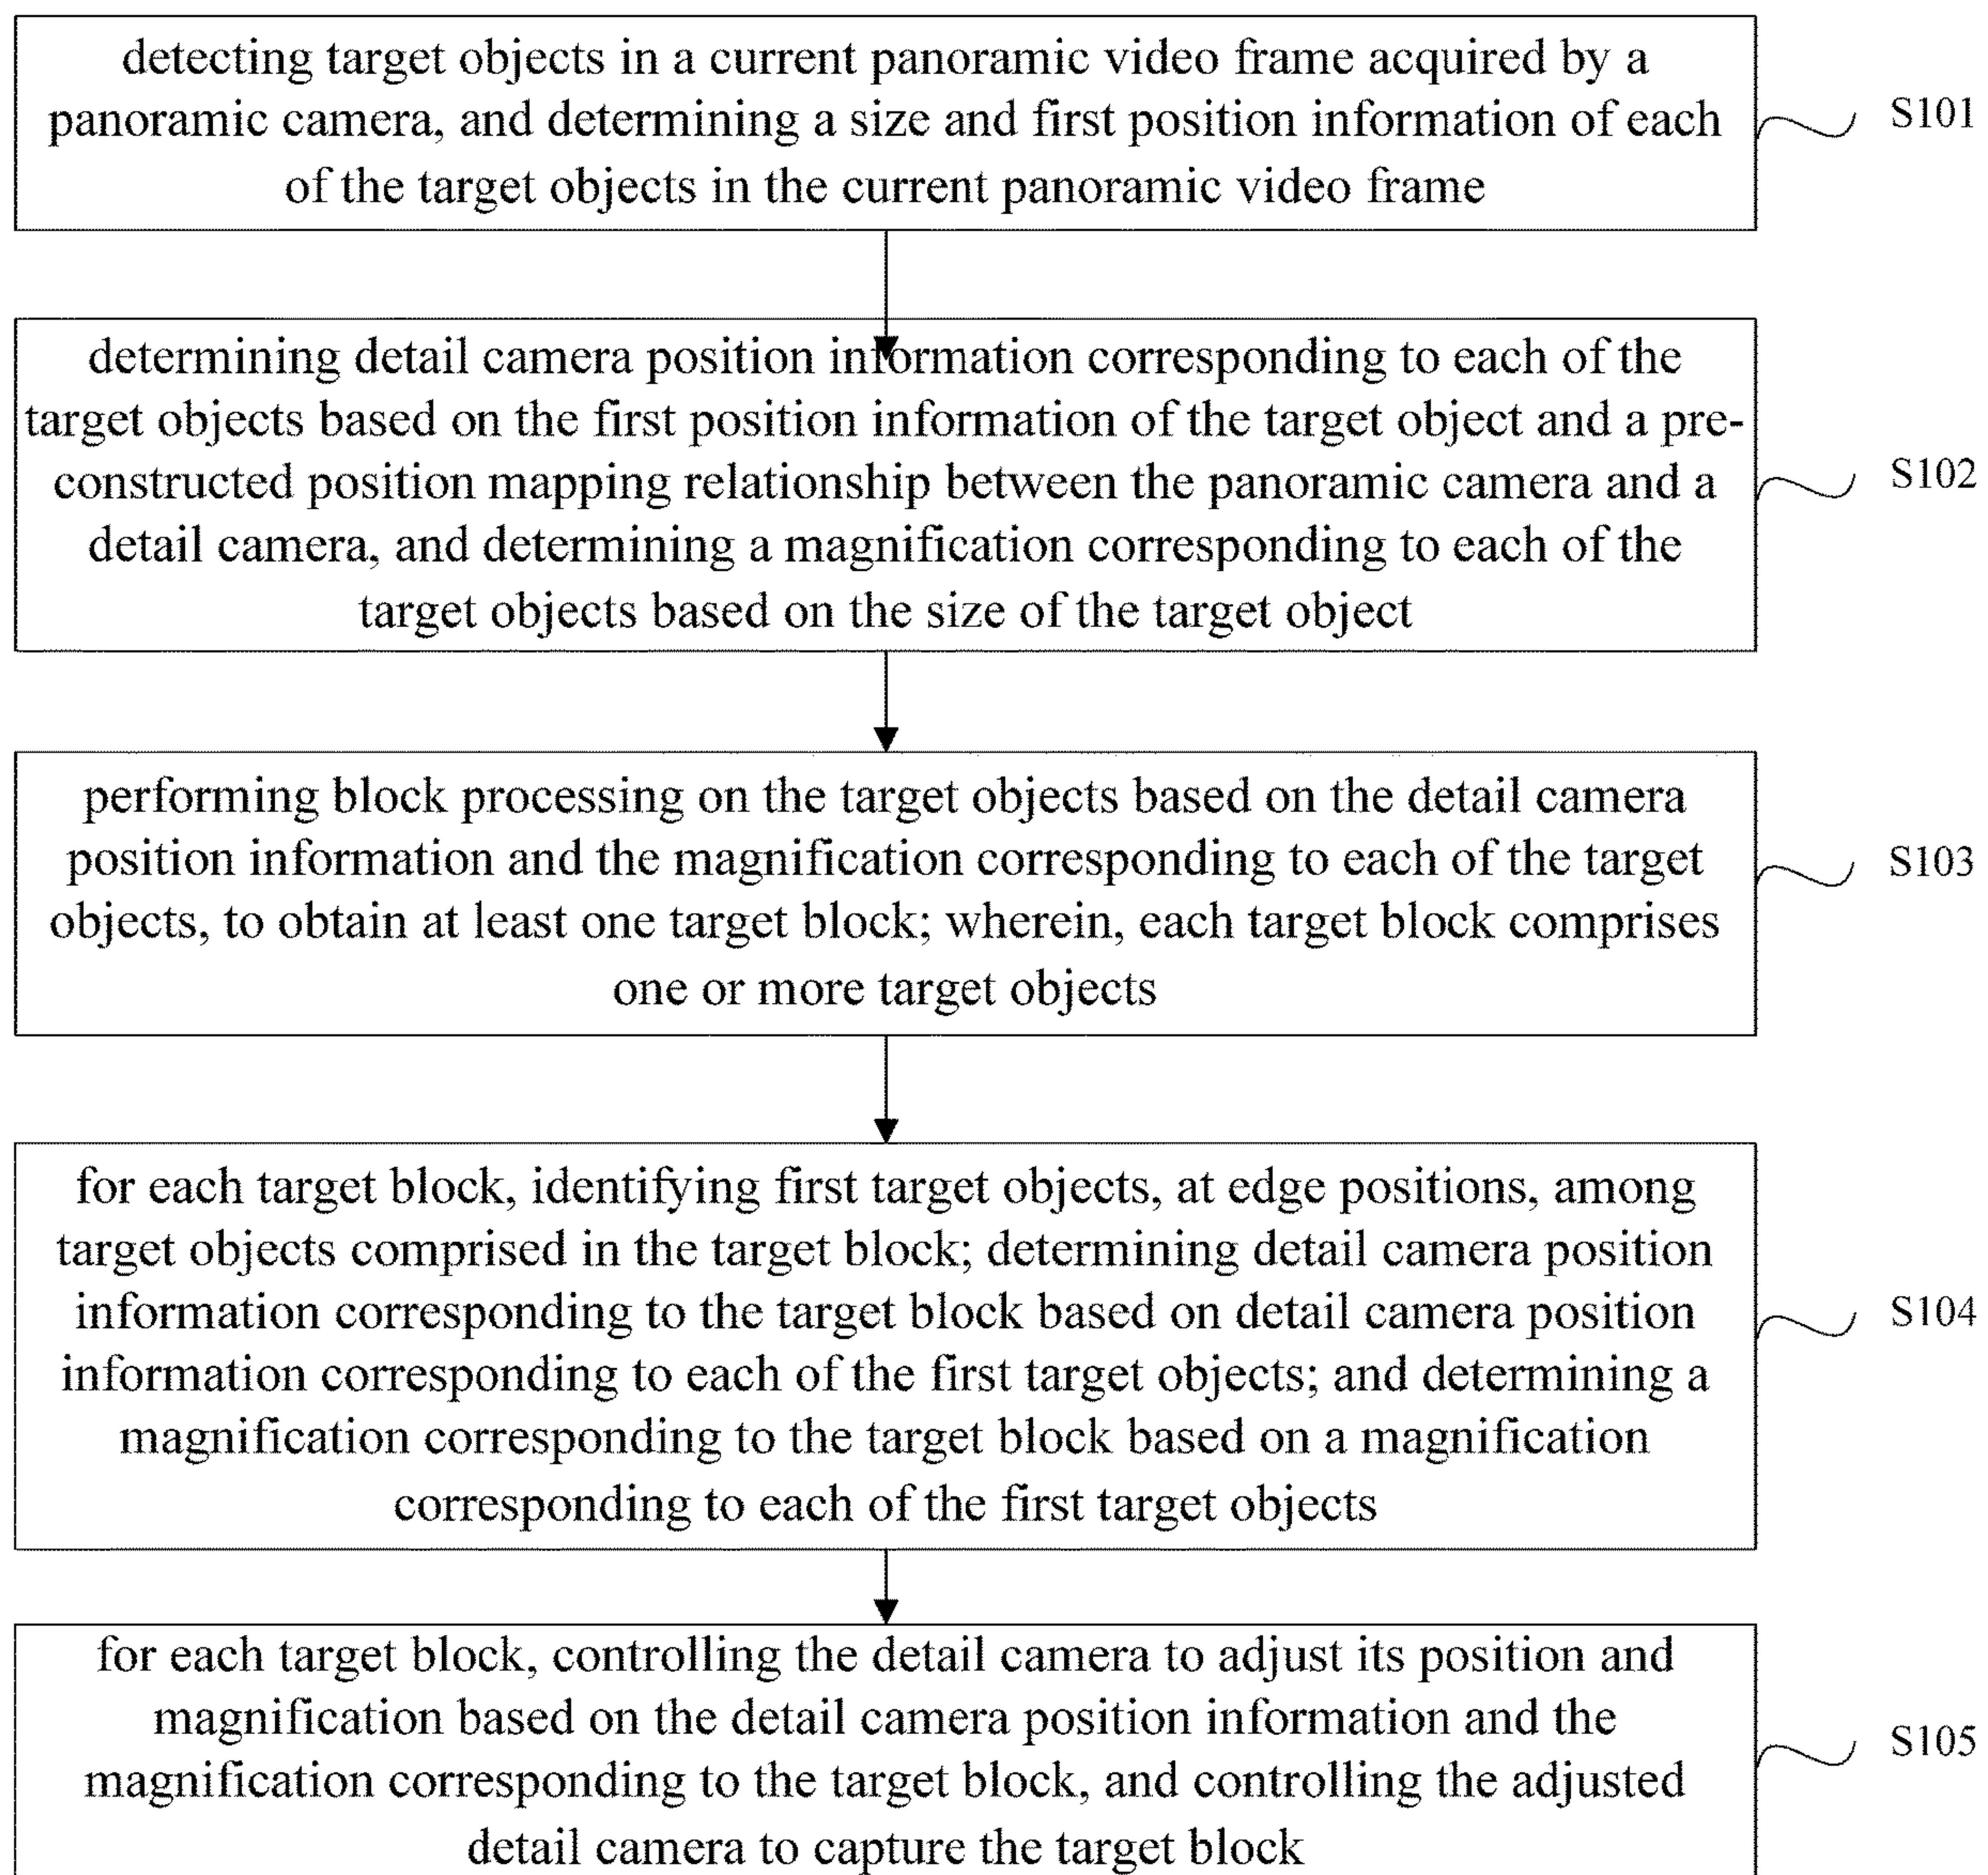 detecting target objects in a current panoramic video frame acquired by a
panoramic camera, and determining a size and first position information of each
of the target objects in the current panoramic video frame
S101
determining detail camera position information corresponding to each of the
target objects based on the first position information of the target object and a pre-
constructed position mapping relationship between the panoramic camera and a
detail camera, and determining a magnification corresponding to each of the
target objects based on the size of the target object
S102
performing block processing on the target objects based on the detail camera
position information and the magnification corresponding to each of the target
objects, to obtain at least one target block; wherein, each target block comprises
one or more target objects
S103
for each target block, identifying first target objects, at edge positions, among
target objects comprised in the target block; determining detail camera position
information corresponding to the target block based on detail camera position
information corresponding to each of the first target objects; and determining a
magnification corresponding to the target block based on a magnification
corresponding to each of the first target objects
S104
for each target block, controlling the detail camera to adjust its position and
magnification based on the detail camera position information and the
magnification corresponding to the target block, and controlling the adjusted
detail camera to capture the target block
S105